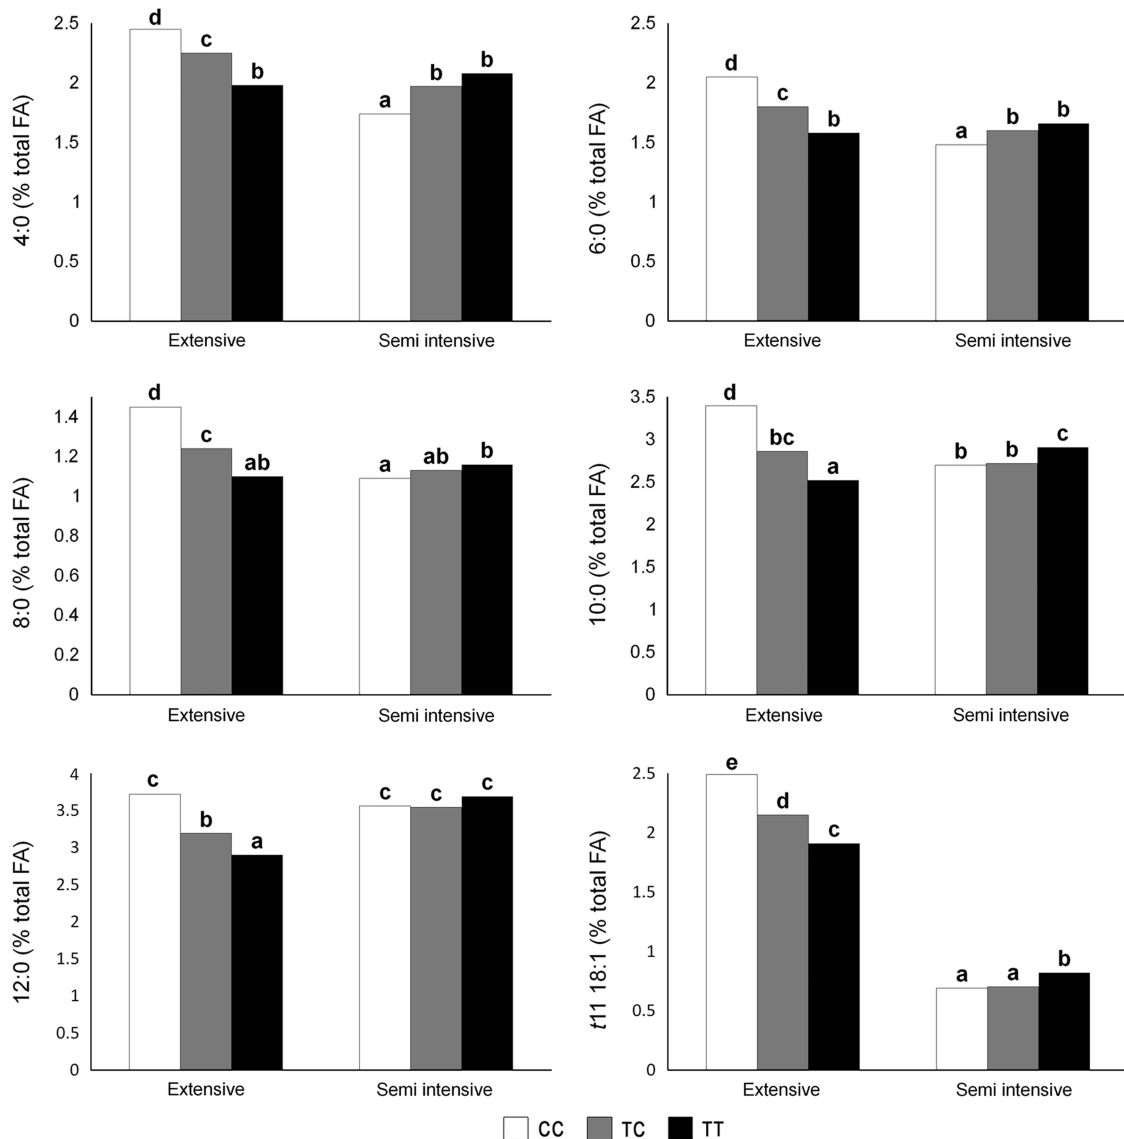 4:0 (% total FA)
2.5
2
1.5
1
0.5
0
d
c
b
a
b
b
Extensive
Semi intensive
6:0 (% total FA)
2.5
2
1.5
1
0.5
0
d
c
b
a
b
b
Extensive
Semi intensive
8:0 (% total FA)
1.4
1.2
1
0.8
0.6
0.4
0.2
0
d
c
ab
a
ab
b
Extensive
Semi intensive
10:0 (% total FA)
3.5
3
2.5
2
1.5
1
0.5
0
d
bc
a
b
b
c
Extensive
Semi intensive
12:0 (% total FA)
4
3.5
3
2.5
2
1.5
1
0.5
0
c
b
a
c
c
c
Extensive
Semi intensive
t11 18:1 (% total FA)
2.5
2
1.5
1
0.5
0
e
d
c
a
a
b
Extensive
Semi intensive
CC TC TT